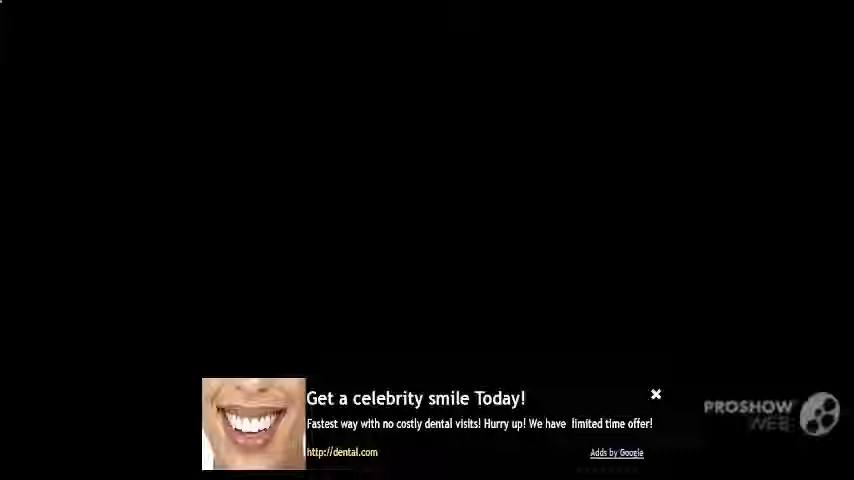 Get a celebrity smile Today!
Fastest way with no costly dental visits! Hurry up! We have limited time offer!
http://dental.com
Adds by Google
PROSHOW
WEB